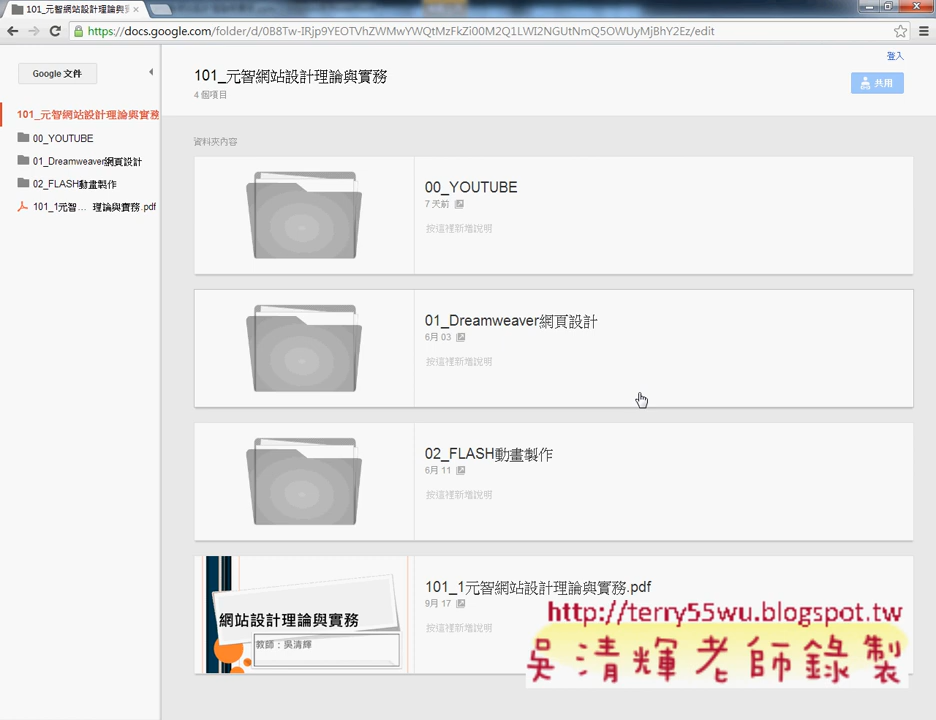 101_元智網站設計理論與實
https://docs.google.com/folder/d/0B8Tw-IRjp9YEOTVhZWMwYWQtMzFkZi00M2Q1LWI2NGUtNmQ5OWUyMjBhY2Ez/edit
登入
Google 文件
101_元智網站設計理論與實務
4 個項目
共用
101_元智網站設計理論與實務
00_YOUTUBE
01_Dreamweaver網頁設計
02_FLASH動畫製作
101_1元智... 理論與實務.pdf
資料夾內容
00_YOUTUBE
7 天前
按這裡新增說明
01_Dreamweaver網頁設計
6月 03
按這裡新增說明
02_FLASH動畫製作
6月 11
按這裡新增說明
網站設計理論與實務
教師：吳清輝
101_1元智網站設計理論與實務.pdf
9月 17
按這裡新增說明
http://terry55wu.blogspot.tw
吳清輝老師錄製